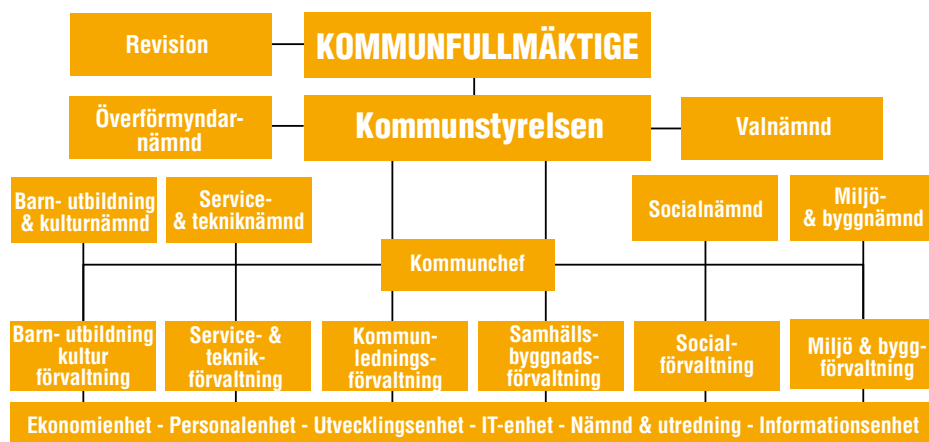 Revision
KOMMUNFULLMÄKTIGE
Överförmyndar-
nämnd
Kommunstyrelsen
Valnämnd
Barn- utbildning
& kulturnämnd
Service-
& tekniknämnd
Socialnämnd
Miljö-
& byggnämnd
Kommunchef
Barn- utbildning
kultur
förvaltning
Service- &
teknik-
förvaltning
Kommun-
lednings-
förvaltning
Samhälls-
byggnads-
förvaltning
Social-
förvaltning
Miljö & bygg-
förvaltning
Ekonomienhet - Personalenhet - Utvecklingsenhet - IT-enhet - Nämnd & utredning - Informationsenhet